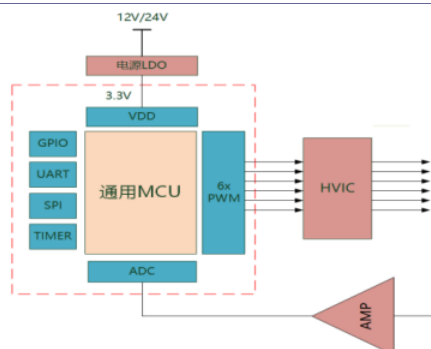 12V/24V
电源LDO
3.3V
VDD
GPIO
UART
SPI
TIMER
通用MCU
6x
PWM
HVIC
ADC
AMP